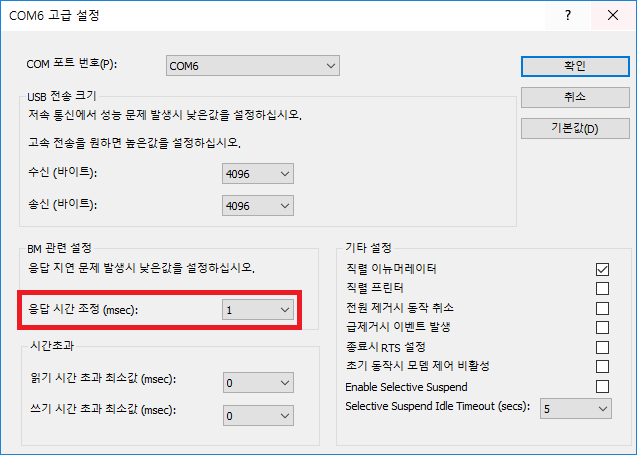 COM6 고급 설정
COM 포트 번호(P):
COM6
확인
취소
기본값(D)
USB 전송 크기
저속 통신에서 성능 문제 발생시 낮은값을 설정하십시오.
고속 전송을 원하면 높은값을 설정하십시오.
수신 (바이트):
4096
송신 (바이트):
4096
BM 관련 설정
응답 지연 문제 발생시 낮은값을 설정하십시오.
응답 시간 조정 (msec):
1
시간초과
읽기 시간 초과 최소값 (msec):
0
쓰기 시간 초과 최소값 (msec):
0
기타 설정
직렬 이뉴머레이터
직렬 프린터
전원 제거시 동작 취소
급제거시 이벤트 발생
종료시 RTS 설정
초기 동작시 모뎀 제어 비활성
Enable Selective Suspend
Selective Suspend Idle Timeout (secs):
5